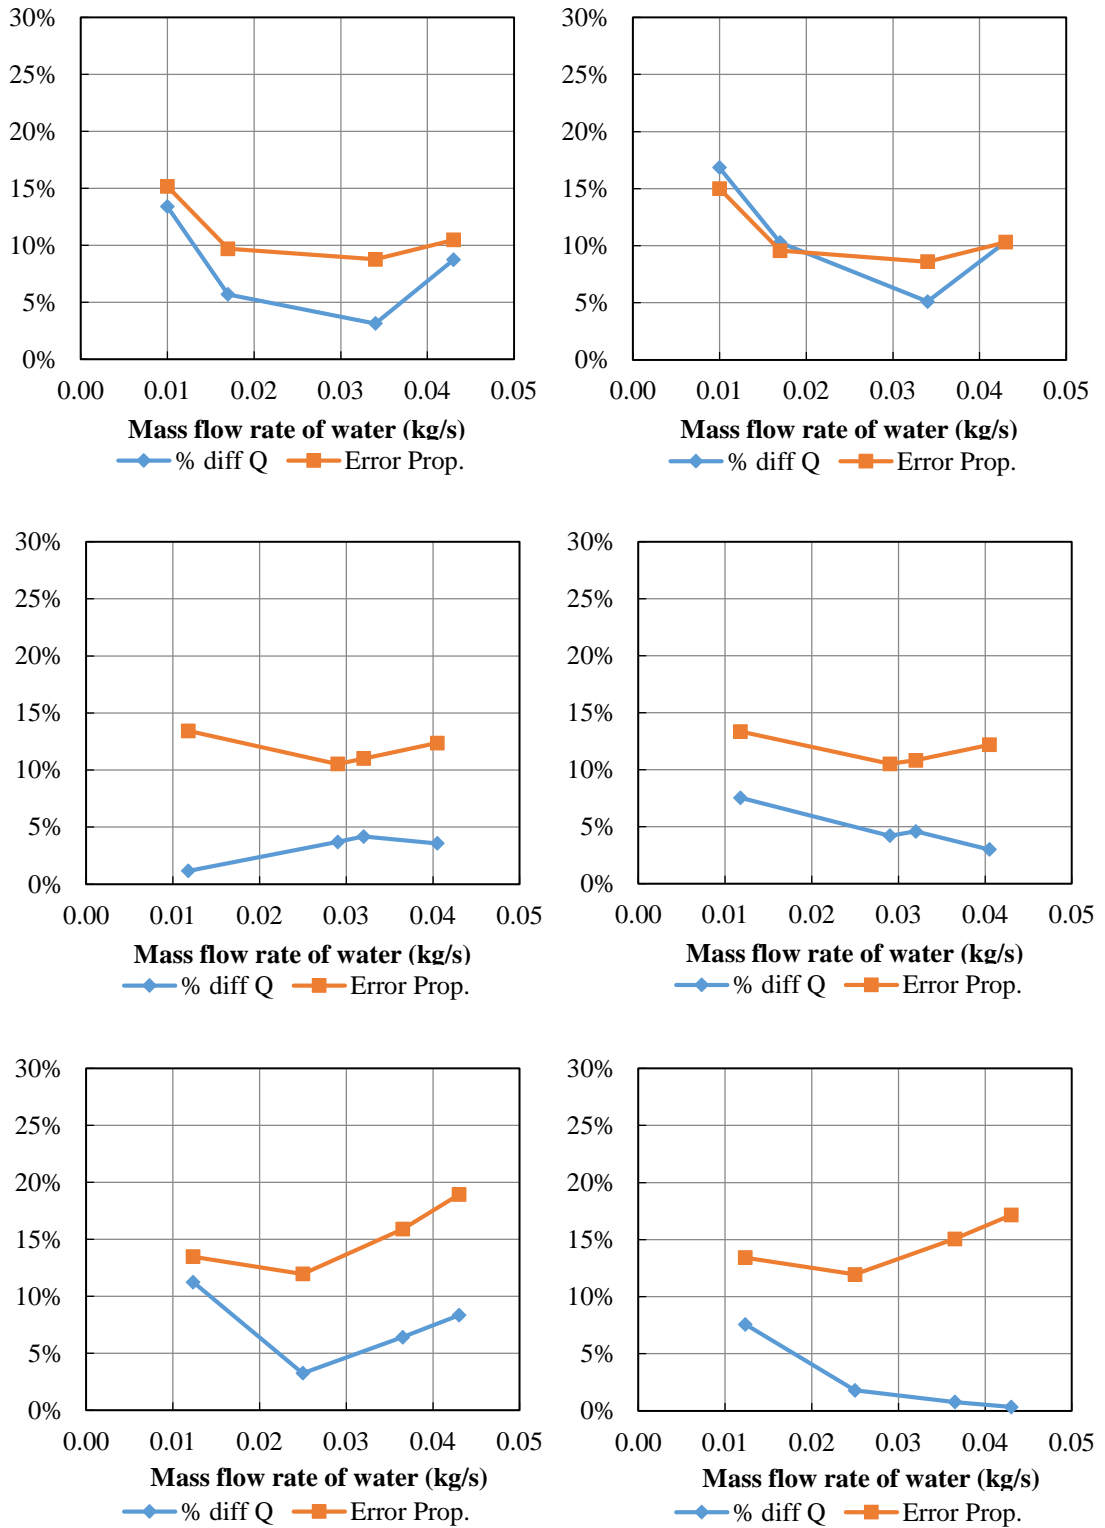 30%
25%
20%
15%
10%
5%
0%
0.00 0.01 0.02 0.03 0.04 0.05
Mass flow rate of water (kg/s)
% diff Q Error Prop.
30%
25%
20%
15%
10%
5%
0%
0.00 0.01 0.02 0.03 0.04 0.05
Mass flow rate of water (kg/s)
% diff Q Error Prop.
30%
25%
20%
15%
10%
5%
0%
0.00 0.01 0.02 0.03 0.04 0.05
Mass flow rate of water (kg/s)
% diff Q Error Prop.
30%
25%
20%
15%
10%
5%
0%
0.00 0.01 0.02 0.03 0.04 0.05
Mass flow rate of water (kg/s)
% diff Q Error Prop.
30%
25%
20%
15%
10%
5%
0%
0.00 0.01 0.02 0.03 0.04 0.05
Mass flow rate of water (kg/s)
% diff Q Error Prop.
30%
25%
20%
15%
10%
5%
0%
0.00 0.01 0.02 0.03 0.04 0.05
Mass flow rate of water (kg/s)
% diff Q Error Prop.